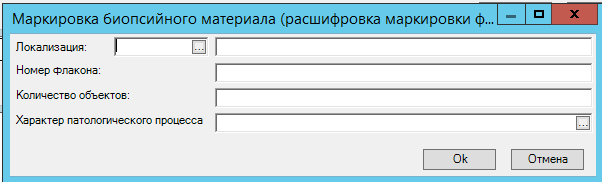 Маркировка биопсийного материала (расшифровка маркировки ф...
Локализация: ...
Номер флакона:
Количество объектов:
Характер патологического процесса ...
Ok Отмена